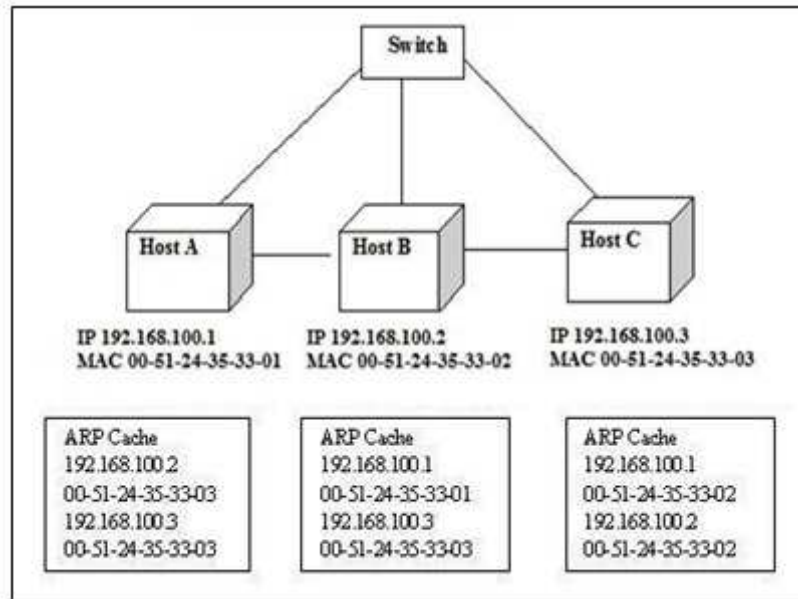 Switch
Host A
Host B
Host C
IP 192.168.100.1
MAC 00-51-24-35-33-01
IP 192.168.100.2
MAC 00-51-24-35-33-02
IP 192.168.100.3
MAC 00-51-24-35-33-03
ARP Cache
192.168.100.2
00-51-24-35-33-03
192.168.100.3
00-51-24-35-33-03
ARP Cache
192.168.100.1
00-51-24-35-33-01
192.168.100.3
00-51-24-35-33-03
ARP Cache
192.168.100.1
00-51-24-35-33-02
192.168.100.2
00-51-24-35-33-02